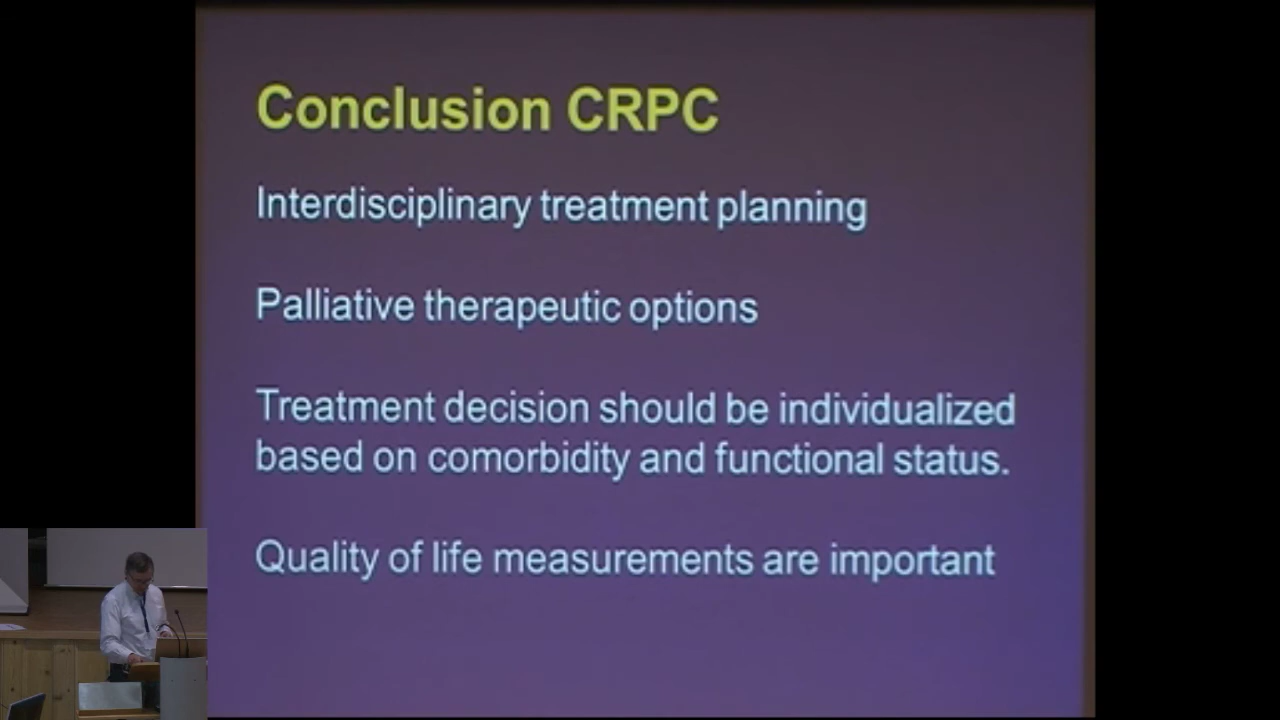 Conclusion CRPC
Interdisciplinary treatment planning
Palliative therapeutic options
Treatment decision should be individualized
based on comorbidity and functional status.
Quality of life measurements are important